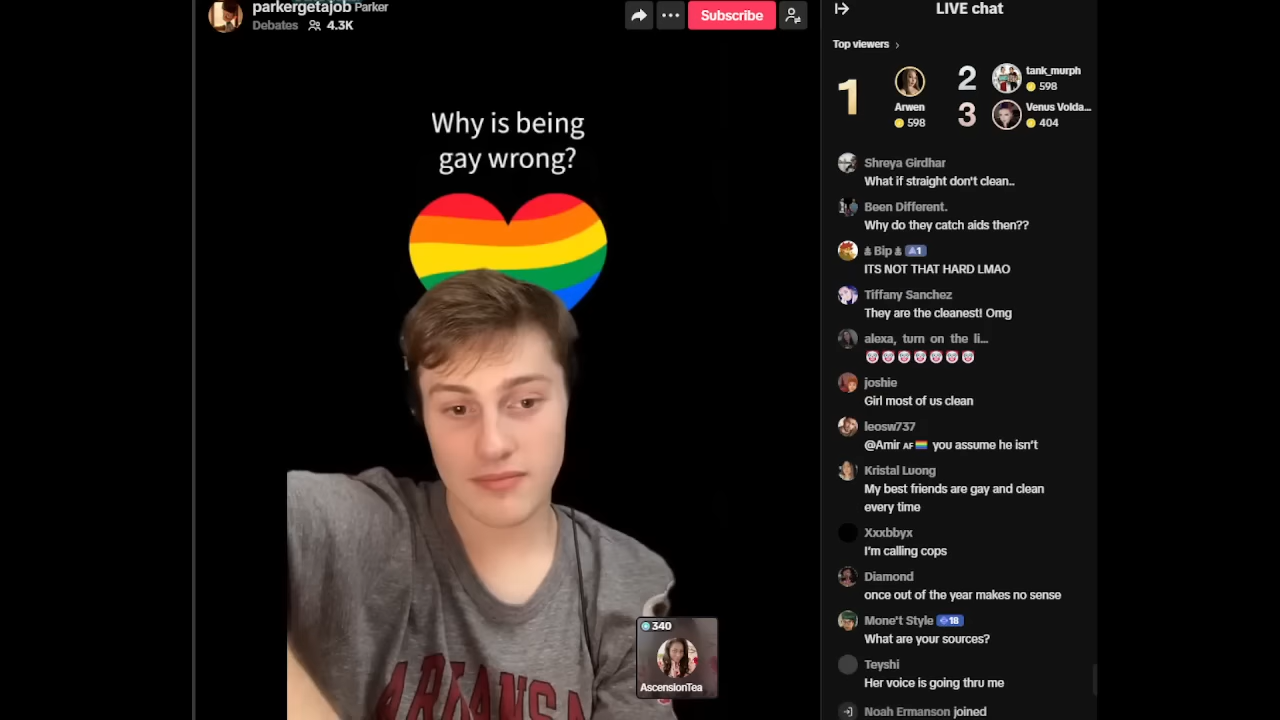 parkergetajob Parker
Debates 4.3K
Subscribe
Why is being
gay wrong?
ARKANSA
340
AscensionTea
LIVE chat
Top viewers
1
Arwen
598
2
tank_murph
598
3
Venus Volda...
404
Shreya Girdhar
What if straight don't clean..
Been Different.
Why do they catch aids then??
Bip 1
ITS NOT THAT HARD LMAO
Tiffany Sanchez
They are the cleanest! Omg
alexa, turn on the li...
joshie
Girl most of us clean
leosw737
@Amir AF you assume he isn't
Kristal Luong
My best friends are gay and clean
every time
Xxxbbyx
I'm calling cops
Diamond
once out of the year makes no sense
Mone't Style 18
What are your sources?
Teyshi
Her voice is going thru me
Noah Ermanson joined